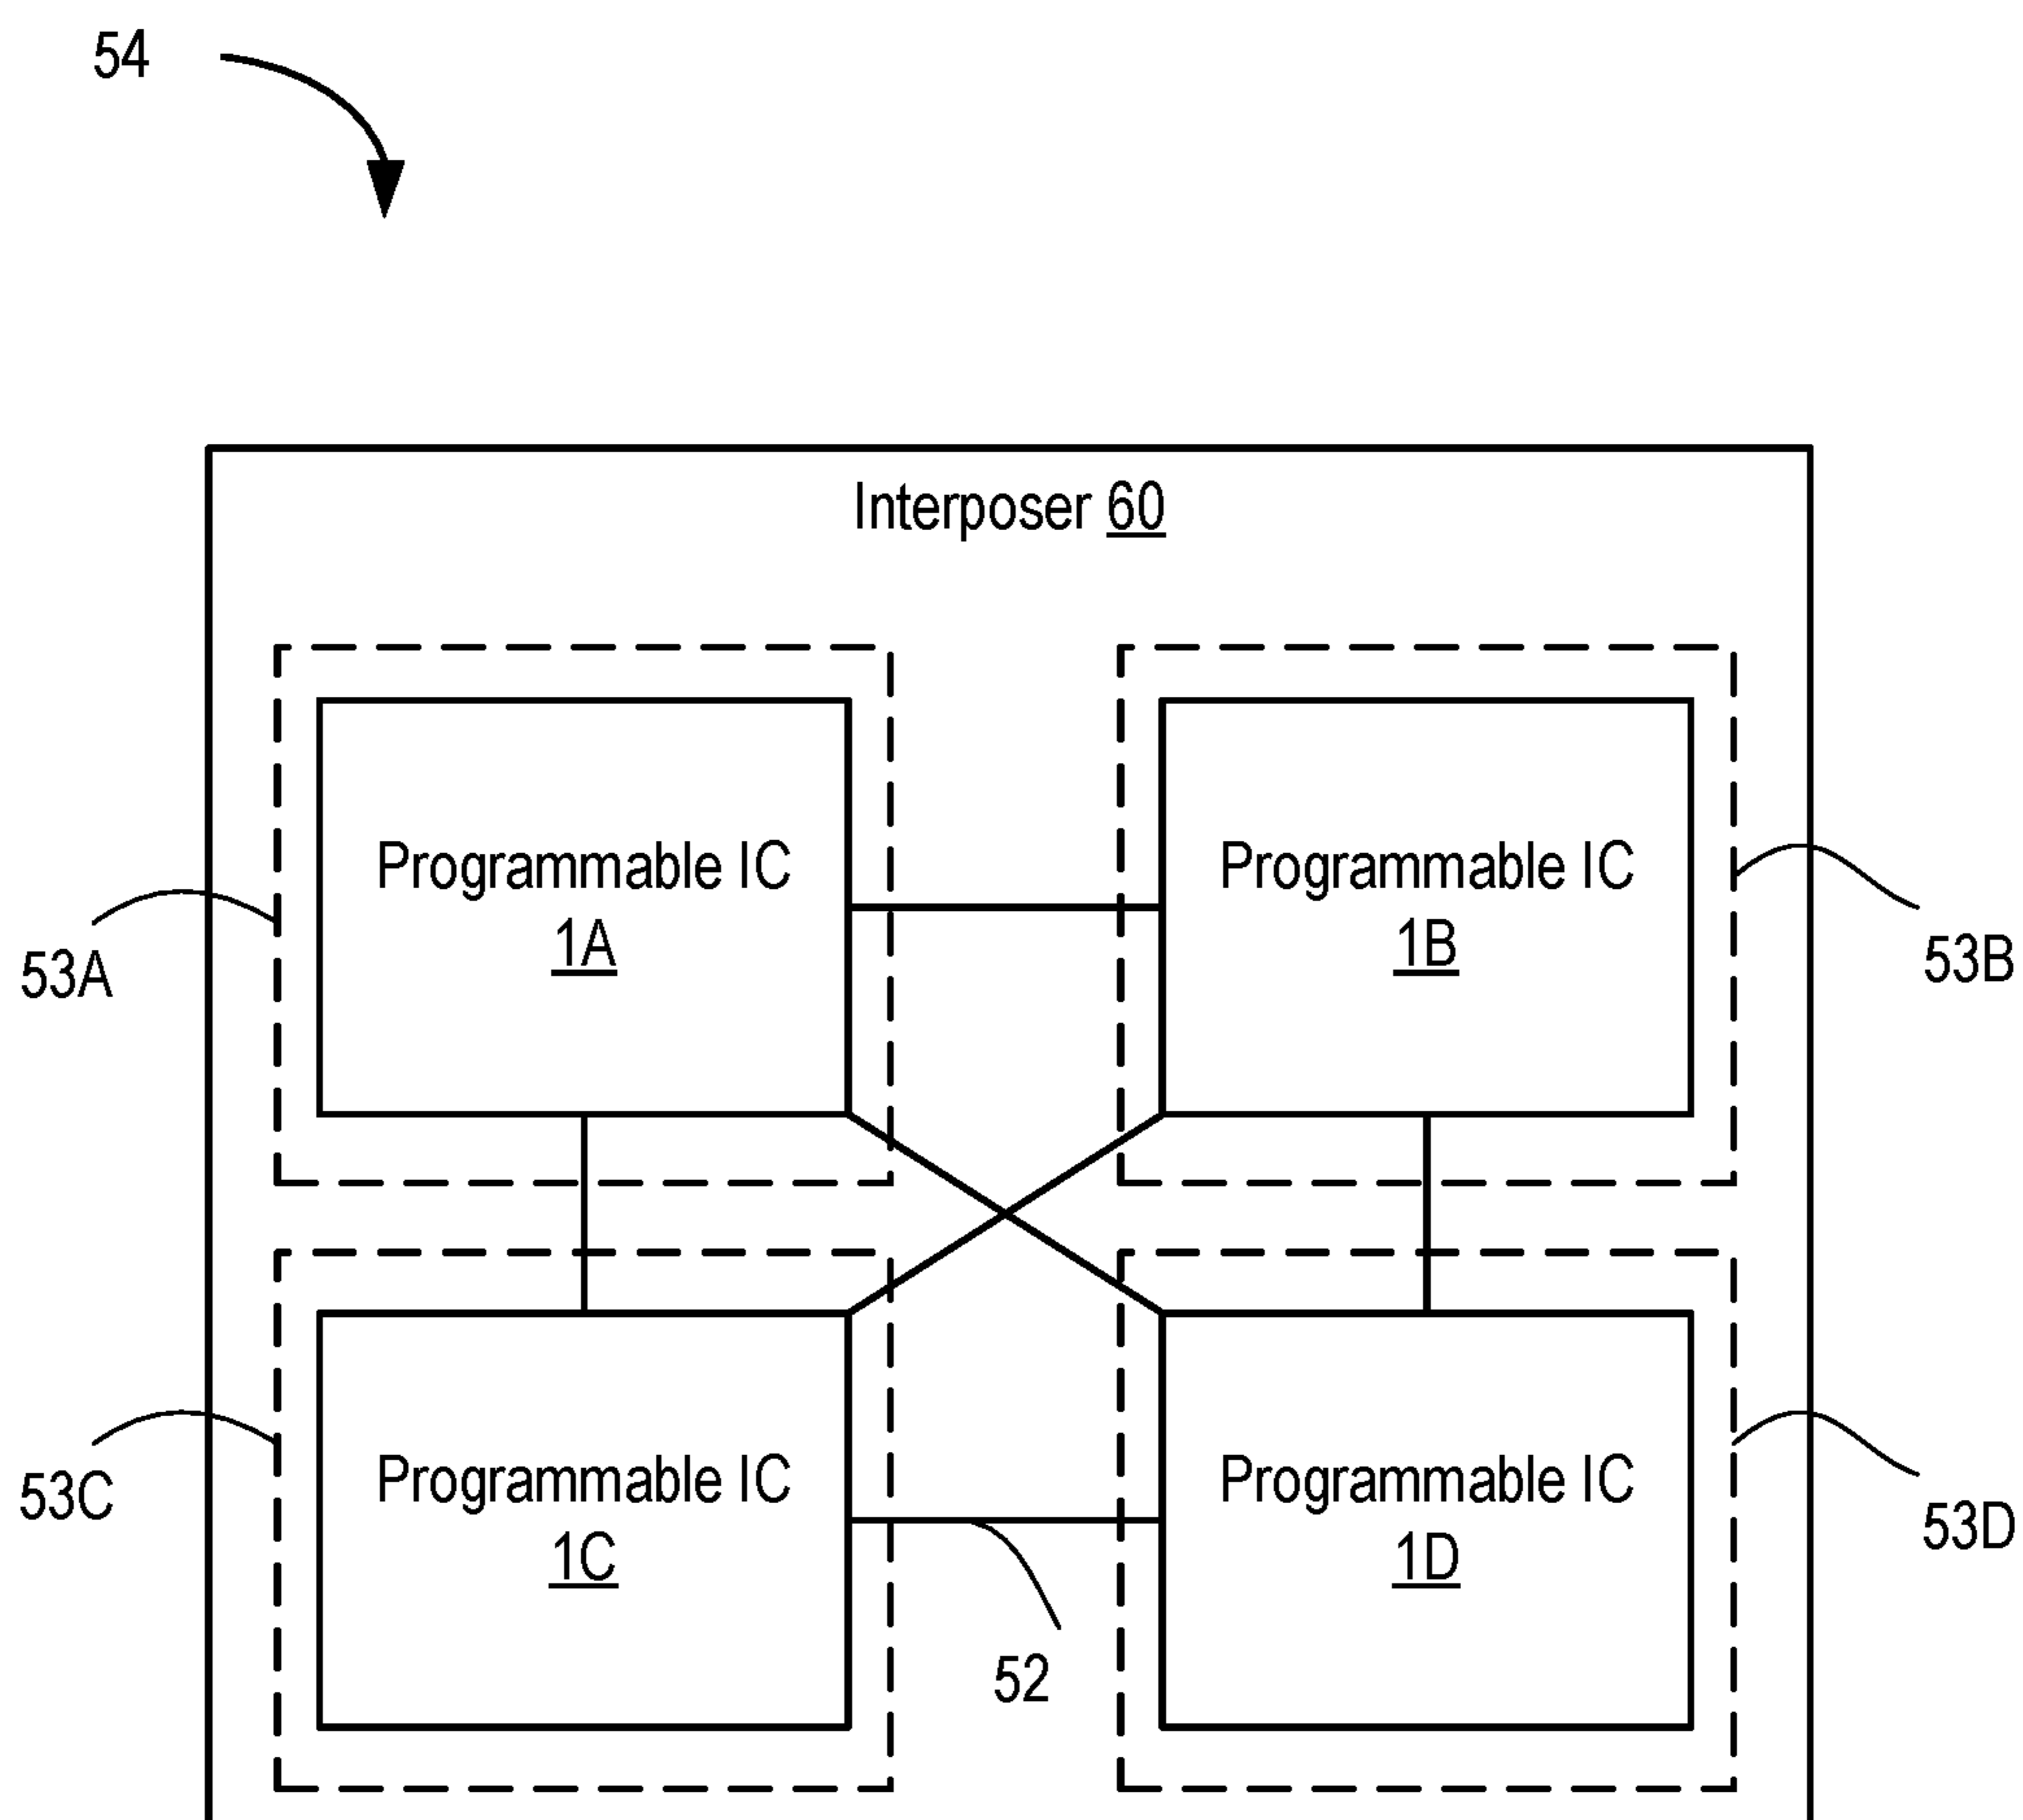 54
Interposer 60
Programmable IC
1A
Programmable IC
1B
53A
53B
Programmable IC
1C
Programmable IC
1D
53C
53D
52